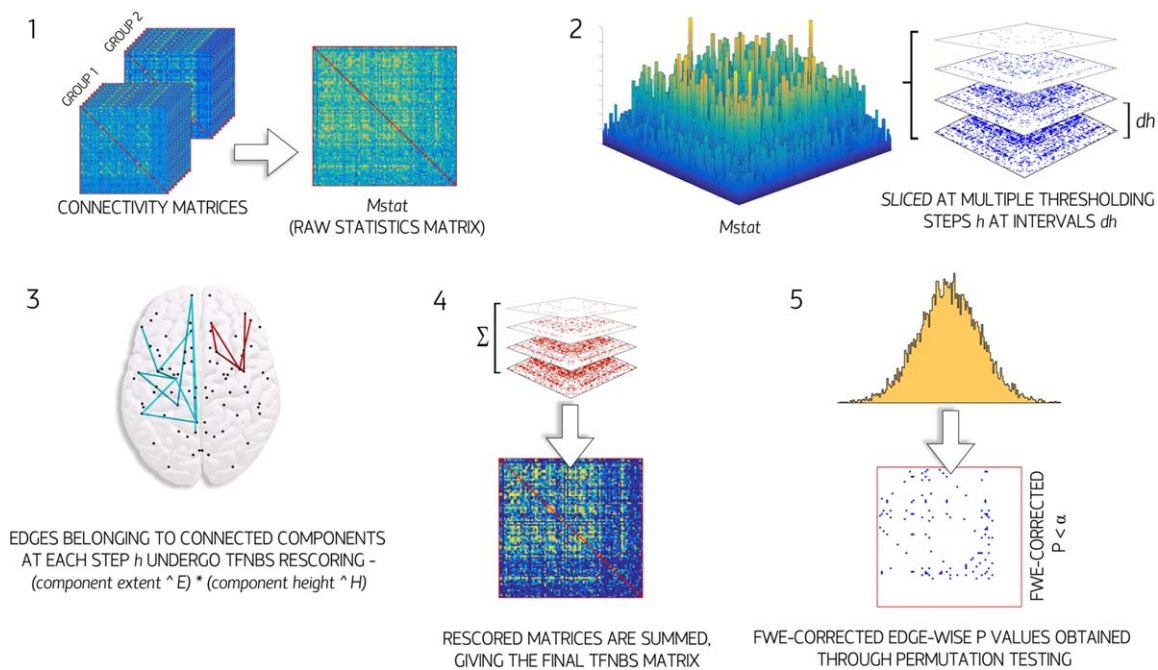 1
GROUP 2
GROUP 1
CONNECTIVITY MATRICES
Mstat
(RAW STATISTICS MATRIX)
2
Mstat
dh
SLICED AT MULTIPLE THRESHOLDING
STEPS h AT INTERVALS dh
3
EDGES BELONGING TO CONNECTED COMPONENTS
AT EACH STEP h UNDERGO TFNBS RESCORING -
(component extent ^ E) * (component height ^ H)
4
Σ
RESCORED MATRICES ARE SUMMED,
GIVING THE FINAL TFNBS MATRIX
5
FWE-CORRECTED
P < α
FWE-CORRECTED EDGE-WISE P VALUES OBTAINED
THROUGH PERMUTATION TESTING